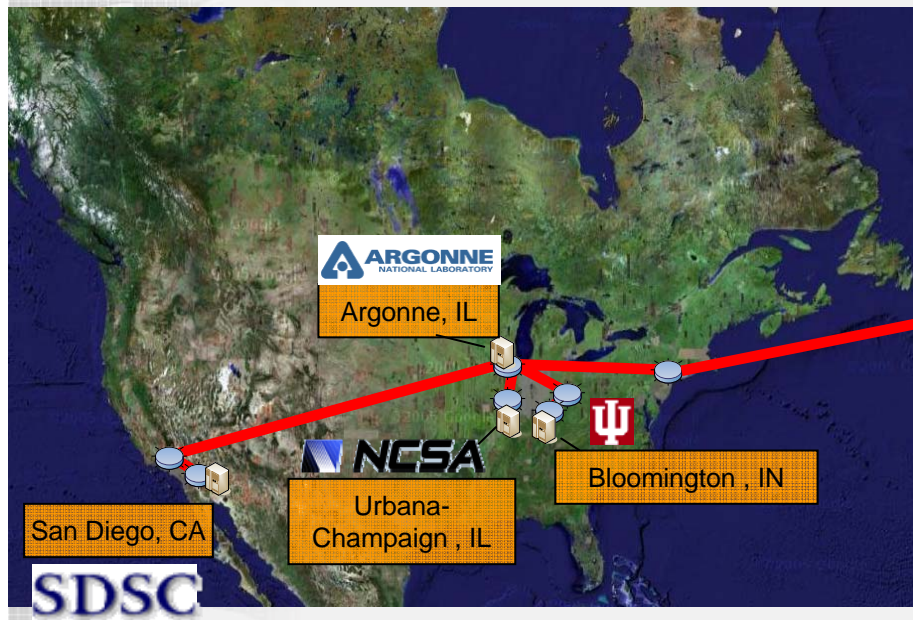 ARGONNE
NATIONAL LABORATORY
Argonne, IL
NCSA
Urbana-
Champaign , IL
Bloomington , IN
San Diego, CA
SDSC